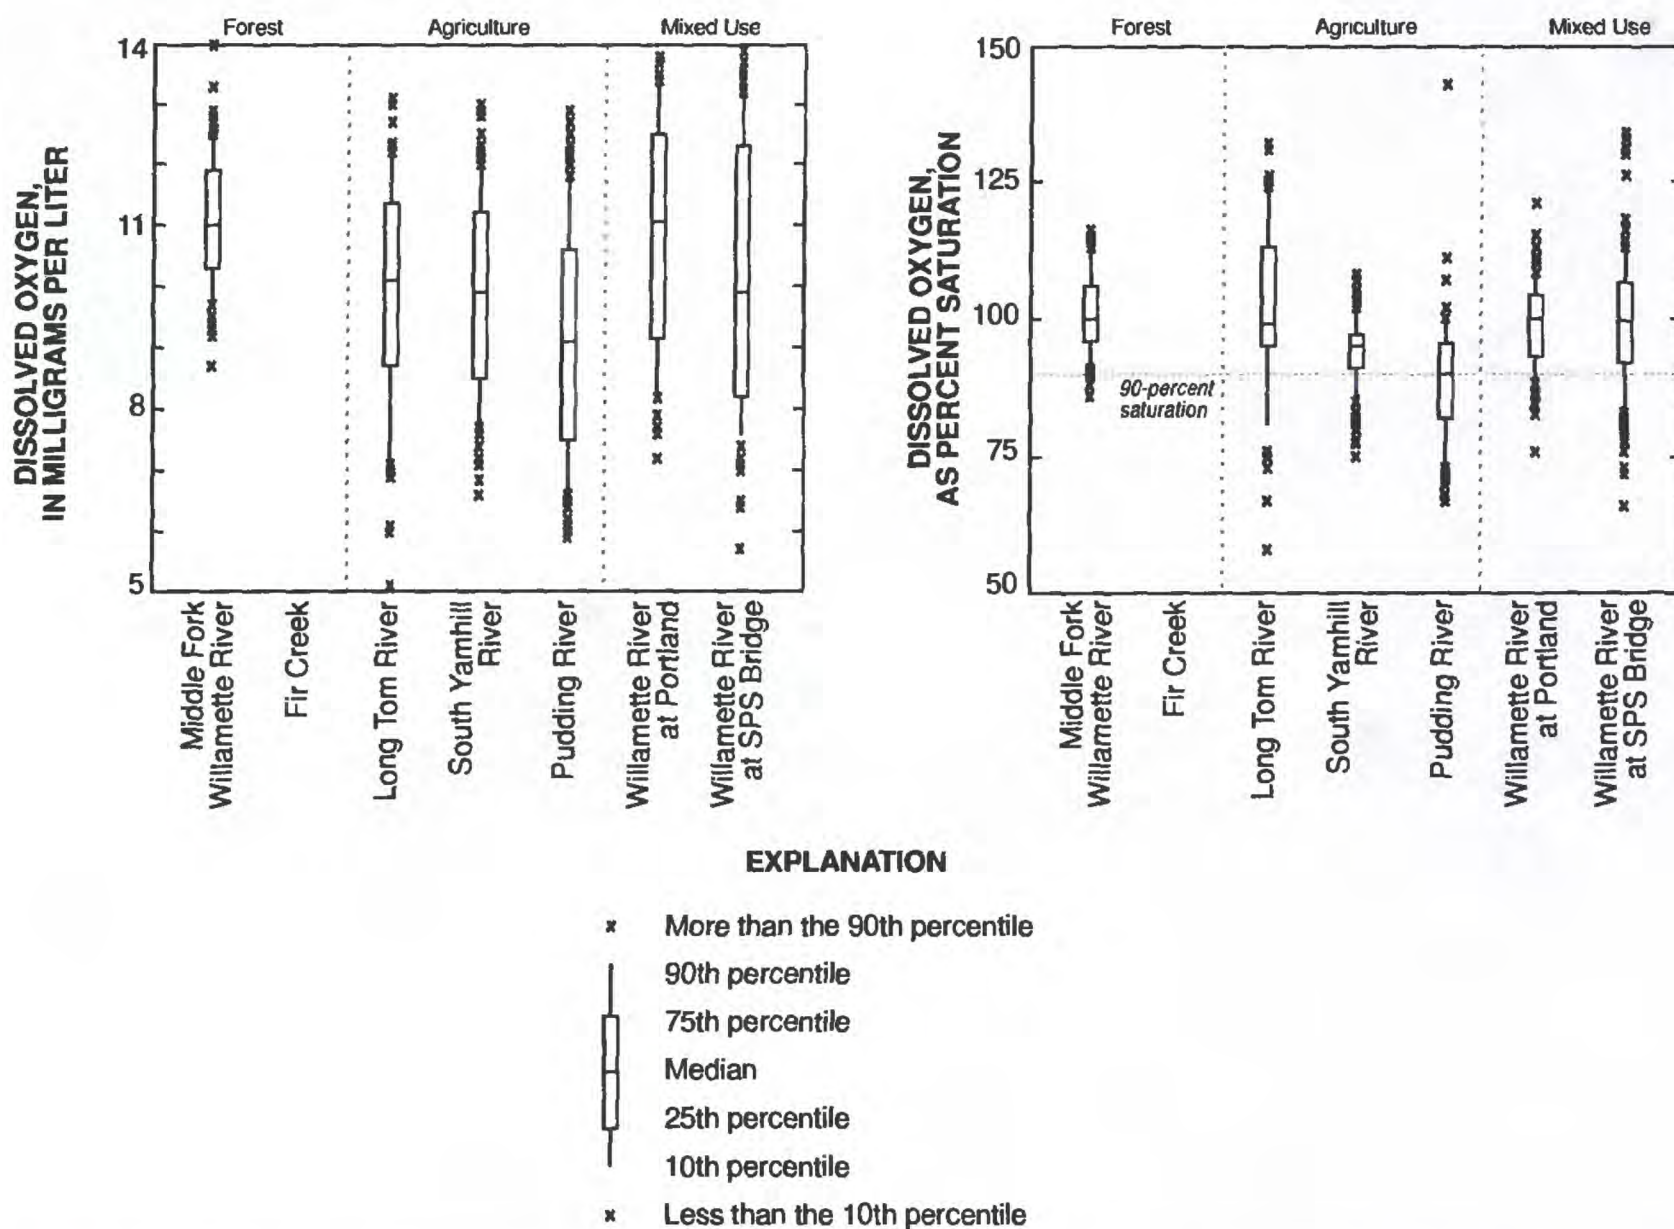 Forest
Agriculture
Mixed Use
14
11
8
5
DISSOLVED OXYGEN,
IN MILLIGRAMS PER LITER
Middle Fork
Willamette River
Fir Creek
Long Tom River
South Yamhill
River
Pudding River
Willamette River
at Portland
Willamette River
at SPS Bridge
Forest
Agriculture
Mixed Use
150
125
100
75
50
DISSOLVED OXYGEN,
AS PERCENT SATURATION
90-percent
saturation
Middle Fork
Willamette River
Fir Creek
Long Tom River
South Yamhill
River
Pudding River
Willamette River
at Portland
Willamette River
at SPS Bridge
EXPLANATION
More than the 90th percentile
90th percentile
75th percentile
Median
25th percentile
10th percentile
Less than the 10th percentile